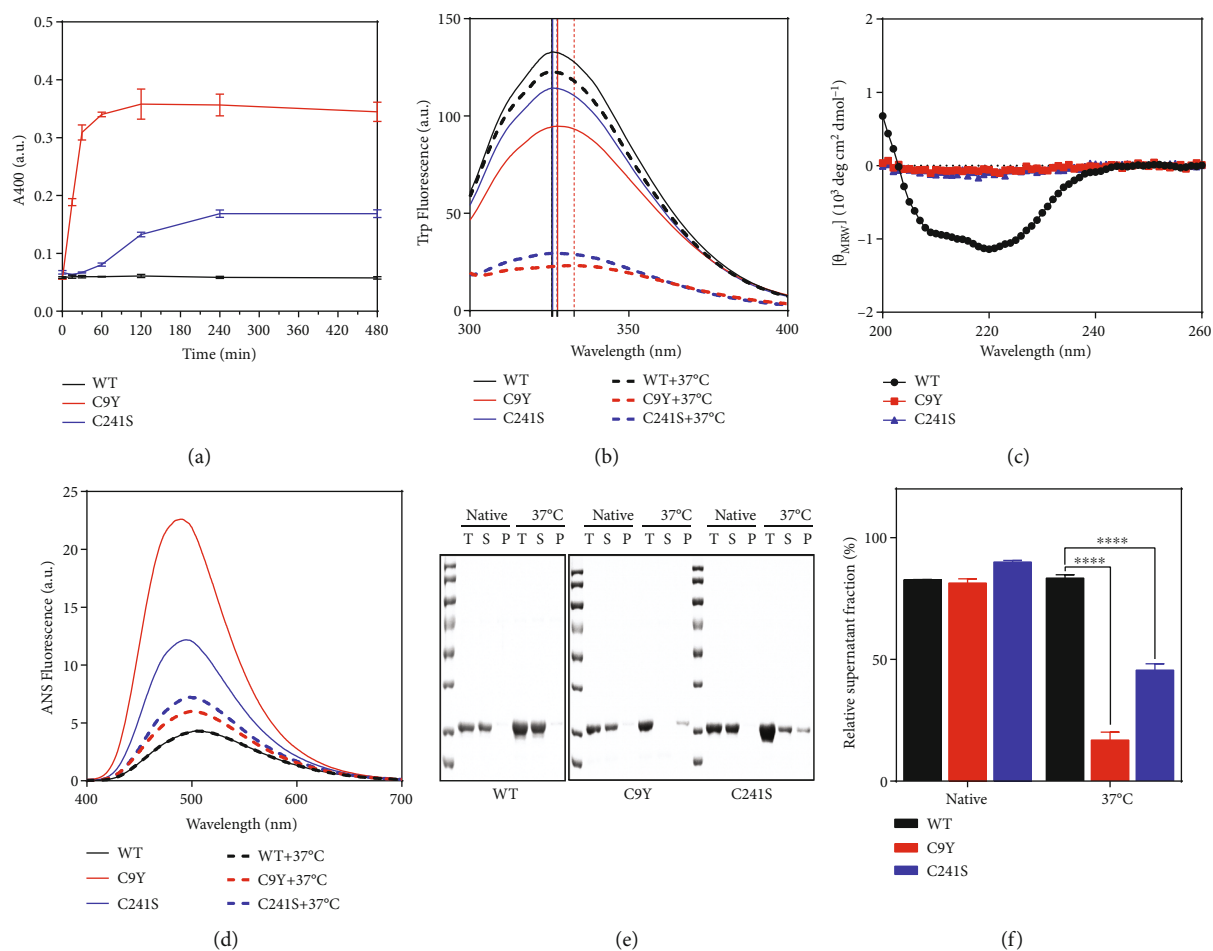 0.5
0.4
0.3
0.2
0.1
0.0
A400 (a.u.)
0 60 120 180 240 300 360 420 480
Time (min)
WT
C9Y
C241S
(a)
150
100
50
0
Trp Fluorescence (a.u.)
300 350 400
Wavelength (nm)
WT WT+37°C
C9Y C9Y+37°C
C241S C241S+37°C
(b)
2
1
0
−1
−2
[θMRW] (10³ deg cm² dmol⁻¹)
200 220 240 260
Wavelength (nm)
WT
C9Y
C241S
(c)
25
20
15
10
5
0
ANS Fluorescence (a.u.)
400 500 600 700
Wavelength (nm)
WT WT+37°C
C9Y C9Y+37°C
C241S C241S+37°C
(d)
Native 37°C Native 37°C Native 37°C
T S P T S P T S P T S P T S P T S P
WT C9Y C241S
(e)
100
50
0
Relative supernatant fraction (%)
****
****
Native 37°C
WT
C9Y
C241S
(f)